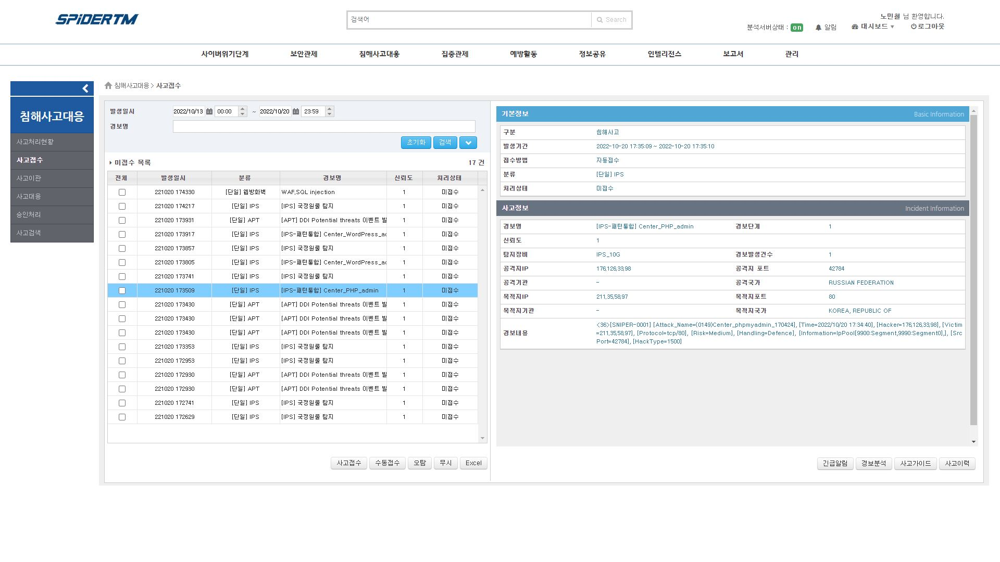 SPiDERTM
검색어
Search
노민철 님 환영합니다.
분석서버상태 : on 알림 대시보드 ▼ 로그아웃
사이버위기단계 보안관제 침해사고대응 집중관제 예방활동 정보공유 인텔리전스 보고서 관리
침해사고대응
사고처리현황
사고접수
사고이관
사고대응
승인처리
사고검색
침해사고대응 > 사고접수
발생일시 2022/10/13 00:00 ~ 2022/10/20 23:59
경보명
초기화 검색
미접수 목록 17 건
전체 발생일시 분류 경보명 신뢰도 처리상태
221020 174330 [단일] 웹방화벽 WAF,SQL injection 1 미접수
221020 174217 [단일] IPS [IPS] 국정원룰 탐지 1 미접수
221020 173931 [단일] APT [APT] DDI Potential threats 이벤트 발 1 미접수
221020 173917 [단일] IPS [IPS-패턴통합] Center_WordPress_ad 1 미접수
221020 173857 [단일] IPS [IPS] 국정원룰 탐지 1 미접수
221020 173805 [단일] IPS [IPS-패턴통합] Center_WordPress_ad 1 미접수
221020 173741 [단일] IPS [IPS] 국정원룰 탐지 1 미접수
221020 173509 [단일] IPS [IPS-패턴통합] Center_PHP_admin 1 미접수
221020 173430 [단일] APT [APT] DDI Potential threats 이벤트 발 1 미접수
221020 173430 [단일] APT [APT] DDI Potential threats 이벤트 발 1 미접수
221020 173430 [단일] APT [APT] DDI Potential threats 이벤트 발 1 미접수
221020 173353 [단일] IPS [IPS] 국정원룰 탐지 1 미접수
221020 172953 [단일] IPS [IPS] 국정원룰 탐지 1 미접수
221020 172930 [단일] APT [APT] DDI Potential threats 이벤트 발 1 미접수
221020 172930 [단일] APT [APT] DDI Potential threats 이벤트 발 1 미접수
221020 172741 [단일] IPS [IPS] 국정원룰 탐지 1 미접수
221020 172629 [단일] IPS [IPS] 국정원룰 탐지 1 미접수
사고접수 수동접수 오탐 무시 Excel
기본정보 Basic Information
구분 침해사고
발생기간 2022-10-20 17:35:09 ~ 2022-10-20 17:35:10
접수방법 자동접수
분류 [단일] IPS
처리상태 미접수
사고정보 Incident Information
경보명 [IPS-패턴통합] Center_PHP_admin 경보단계 1
신뢰도 1
탐지장비 IPS_10G 경보발생건수 1
공격지IP 176.126.33.98 공격지 포트 42784
공격기관 - 공격국가 RUSSIAN FEDERATION
목적지IP 211.35.58.97 목적지포트 80
목적지기관 - 목적지국가 KOREA, REPUBLIC OF
경보내용 <36>[SNIPER-0001] [Attack_Name=(0149)Center_phpmyadmin_170424], [Time=2022/10/20 17:34:40], [Hacker=176.126.33.98], [Victim
=211.35.58.97], [Protocol=tcp/80], [Risk=Medium], [Handling=Defence], [Information=IpPool[9900:Segment,9990:Segment0],], [Src
Port=42784], [HackType=1500]
긴급알림 경보분석 사고가이드 사고이력